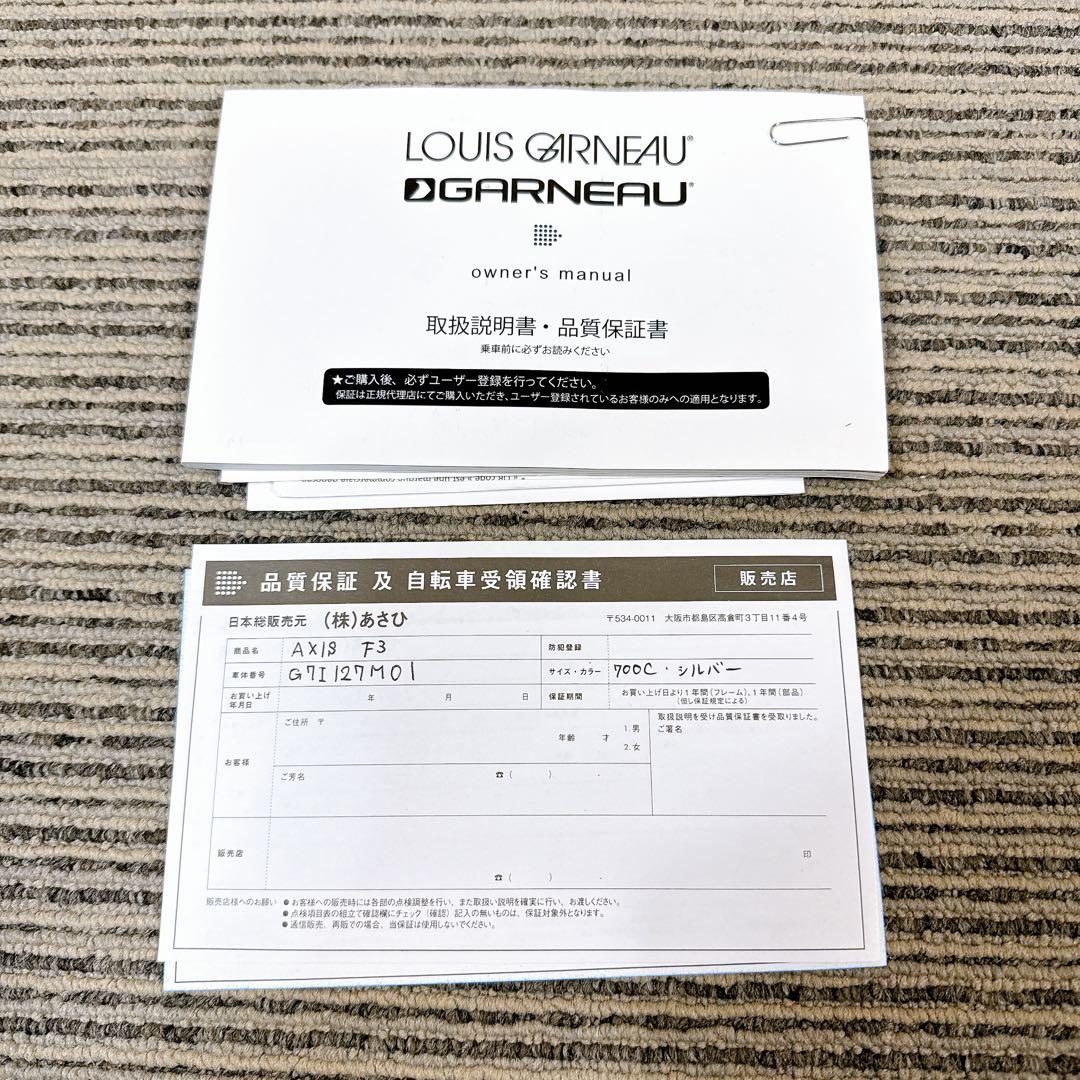 LOUIS GARNEAU®
GARNEAU®
owner's manual
取扱説明書・品質保証書
乗車前に必ずお読みください
★ご購入後、必ずユーザー登録を行ってください。
保証は正規代理店にてご購入いただき、ユーザー登録されているお客様のみへの適用となります。
品質保証 及 自転車受領確認書 販売店
日本総販売元 (株)あさひ 〒534-0011 大阪市都島区高倉町3丁目11番4号
商品名 AXIS F3 防犯登録
車体番号 G7I127M01 サイズ・カラー 700C・シルバー
お買い上げ年月日 年 月 日 保証期間 お買い上げ日より1年間(フレーム)、1年間(部品)
(但し保証規定による)
お客様 ご住所 〒 年齢 才 1.男 2.女
取扱説明を受け品質保証書を受取りました。
ご署名
ご芳名 ☎( )
販売店 印
☎( )
販売店様へのお願い ●お客様への販売時には各部の点検調整を行い、また取扱い説明を確実に行い、お渡しください。
●点検項目表の組立て確認欄にチェック(確認)記入の無いものは、保証対象外となります。
●通信販売、再販での場合、当保証は使用しないでください。